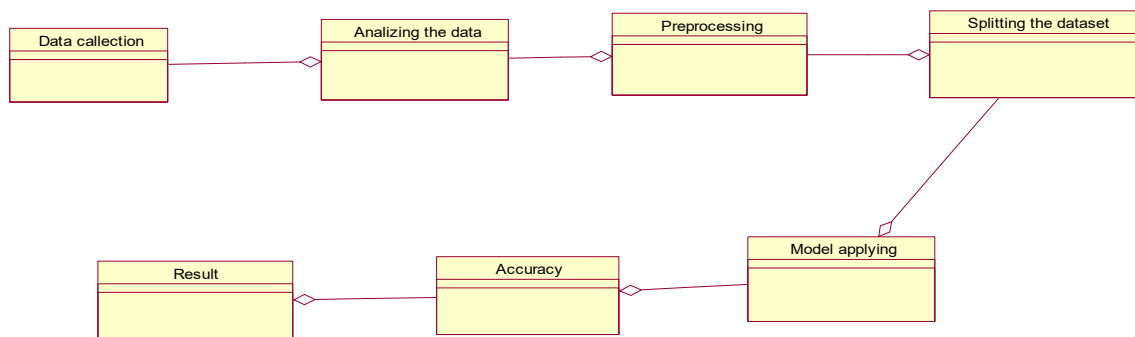 Data callection
Analizing the data
Preprocessing
Splitting the dataset
Model applying
Accuracy
Result